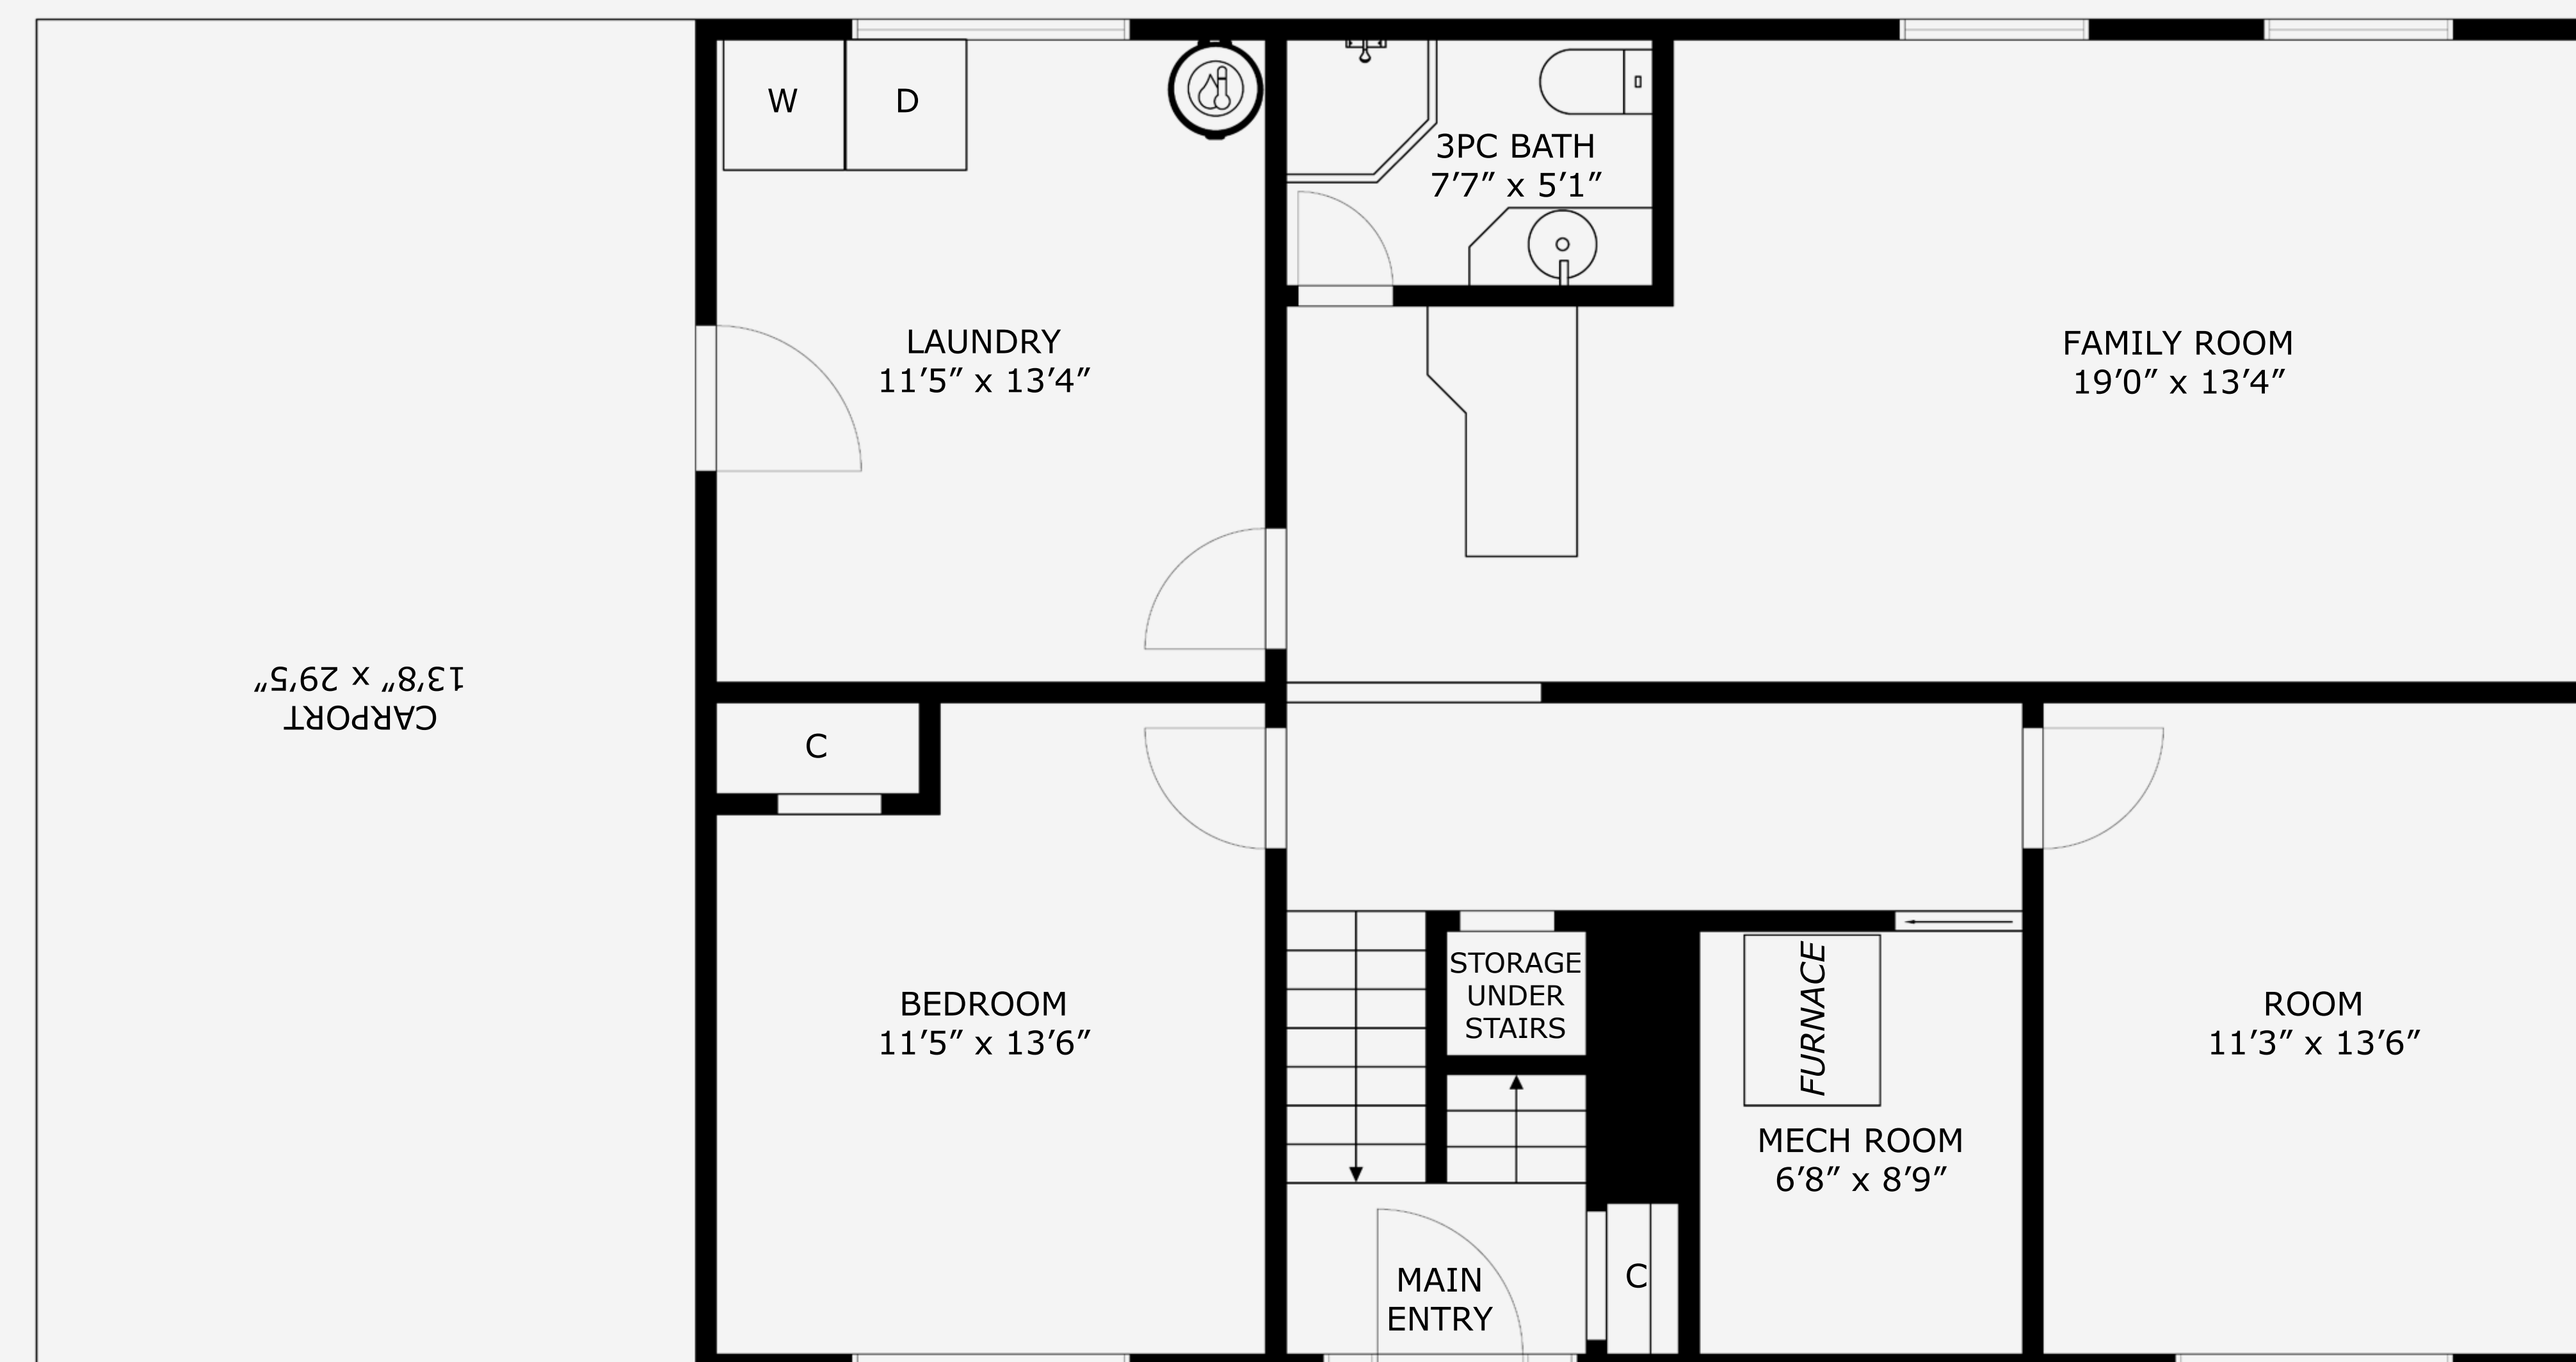 W
D
3PC BATH
7′7″ x 5′1″
LAUNDRY
11′5″ x 13′4″
FAMILY ROOM
19′0″ x 13′4″
CARPORT
13′8″ x 29′5″
C
BEDROOM
11′5″ x 13′6″
STORAGE
UNDER
STAIRS
FURNACE
MECH ROOM
6′8″ x 8′9″
ROOM
11′3″ x 13′6″
MAIN
ENTRY
C